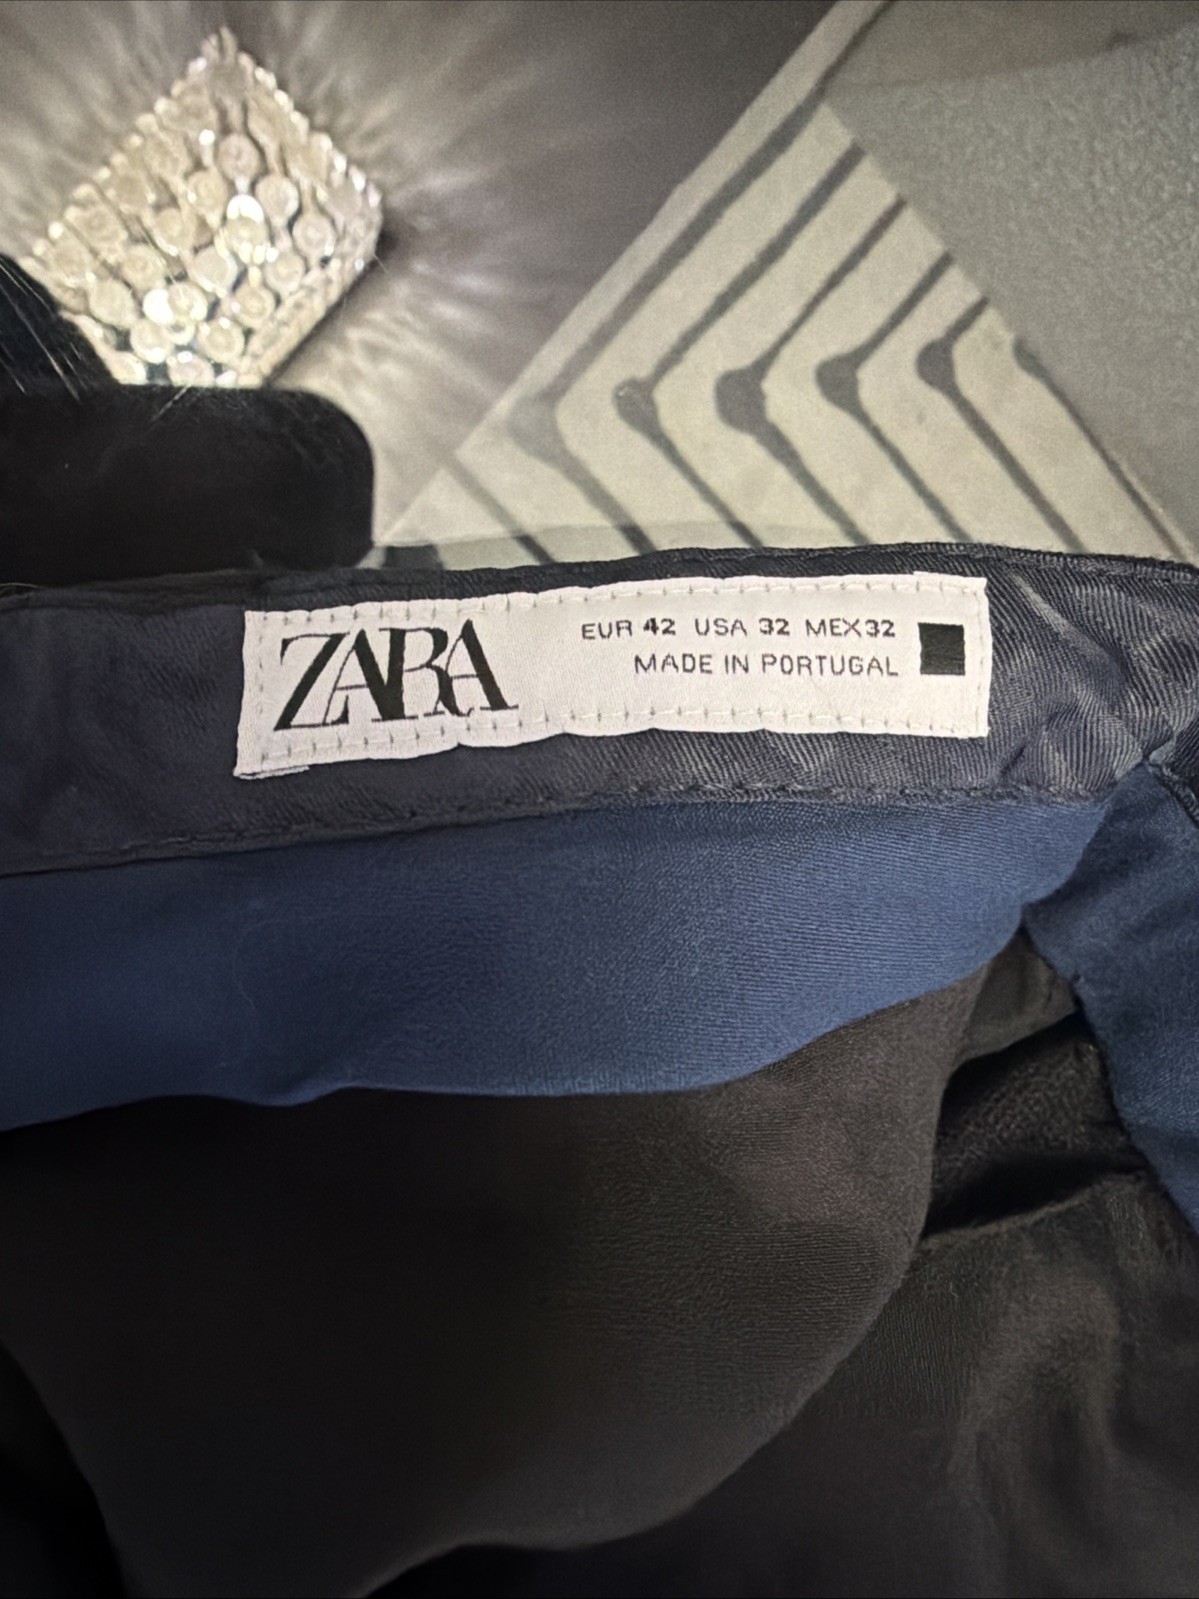 ZARA
EUR 42 USA 32 MEX32
MADE IN PORTUGAL